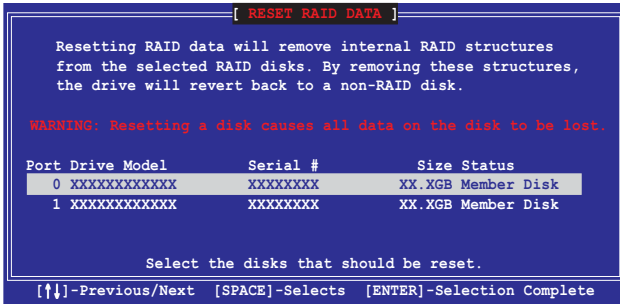 [ RESET RAID DATA ]
Resetting RAID data will remove internal RAID structures
from the selected RAID disks. By removing these structures,
the drive will revert back to a non-RAID disk.
WARNING: Resetting a disk causes all data on the disk to be lost.
Port Drive Model Serial # Size Status
0 XXXXXXXXXXXX XXXXXXXX XX.XGB Member Disk
1 XXXXXXXXXXXX XXXXXXXX XX.XGB Member Disk
Select the disks that should be reset.
[↑↓]-Previous/Next [SPACE]-Selects [ENTER]-Selection Complete